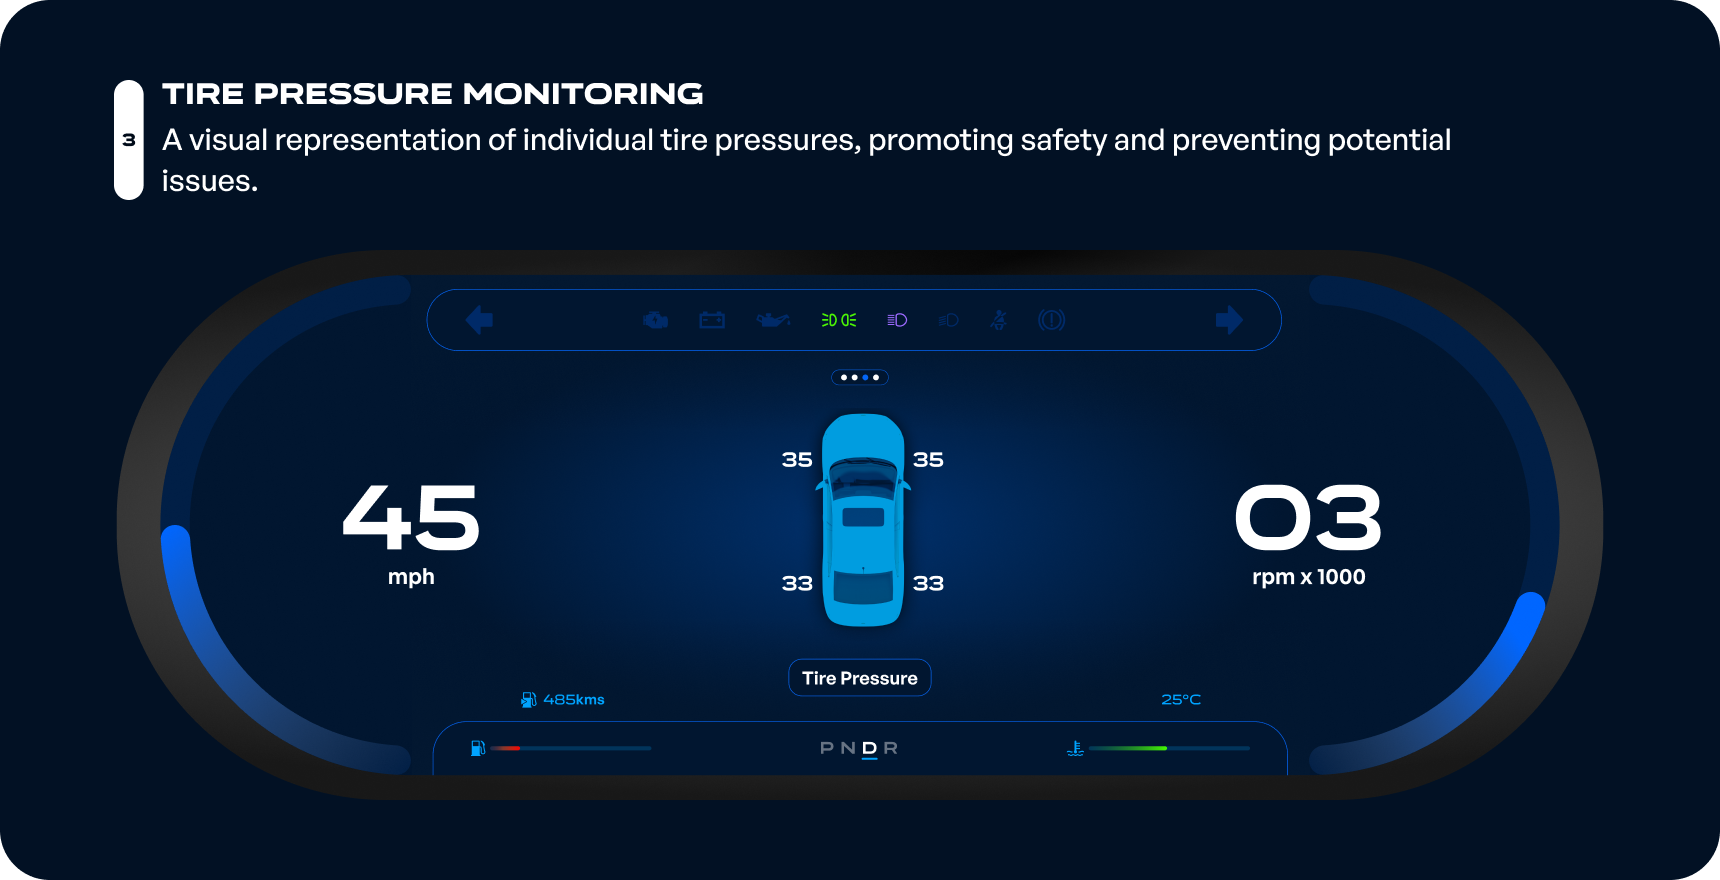 TIRE PRESSURE MONITORING
3
A visual representation of individual tire pressures, promoting safety and preventing potential
issues.
35 35
45
mph
03
rpm x 1000
33 33
Tire Pressure
485kms
25°C
P N D R